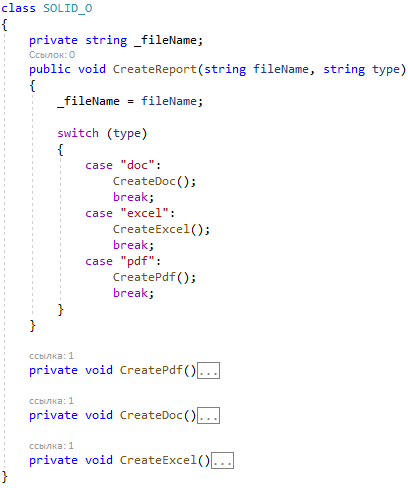 class SOLID_O
{
private string _fileName;
Ссылок: 0
public void CreateReport(string fileName, string type)
{
_fileName = fileName;
switch (type)
{
case "doc":
CreateDoc();
break;
case "excel":
CreateExcel();
break;
case "pdf":
CreatePdf();
break;
}
}
ссылка: 1
private void CreatePdf()...
ссылка: 1
private void CreateDoc()...
ссылка: 1
private void CreateExcel()...
}